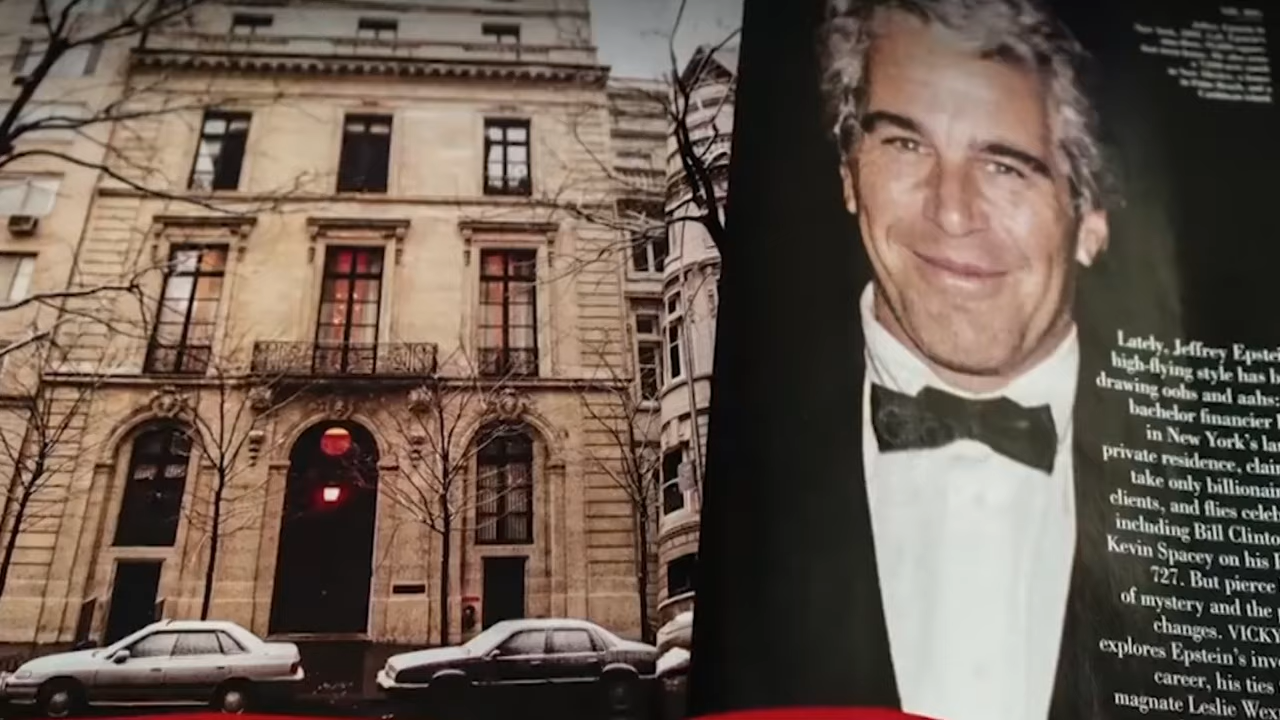 Lately, Jeffrey Epstei
high-flying style has b
drawing oohs and aahs:
bachelor financier
in New York's la
private residence, clai
take only billionai
clients, and flies celeb
including Bill Clinto
Kevin Spacey on his
727. But pierce
of mystery and the
changes. VICKY
explores Epstein's inv
career, his ties
magnate Leslie Wex